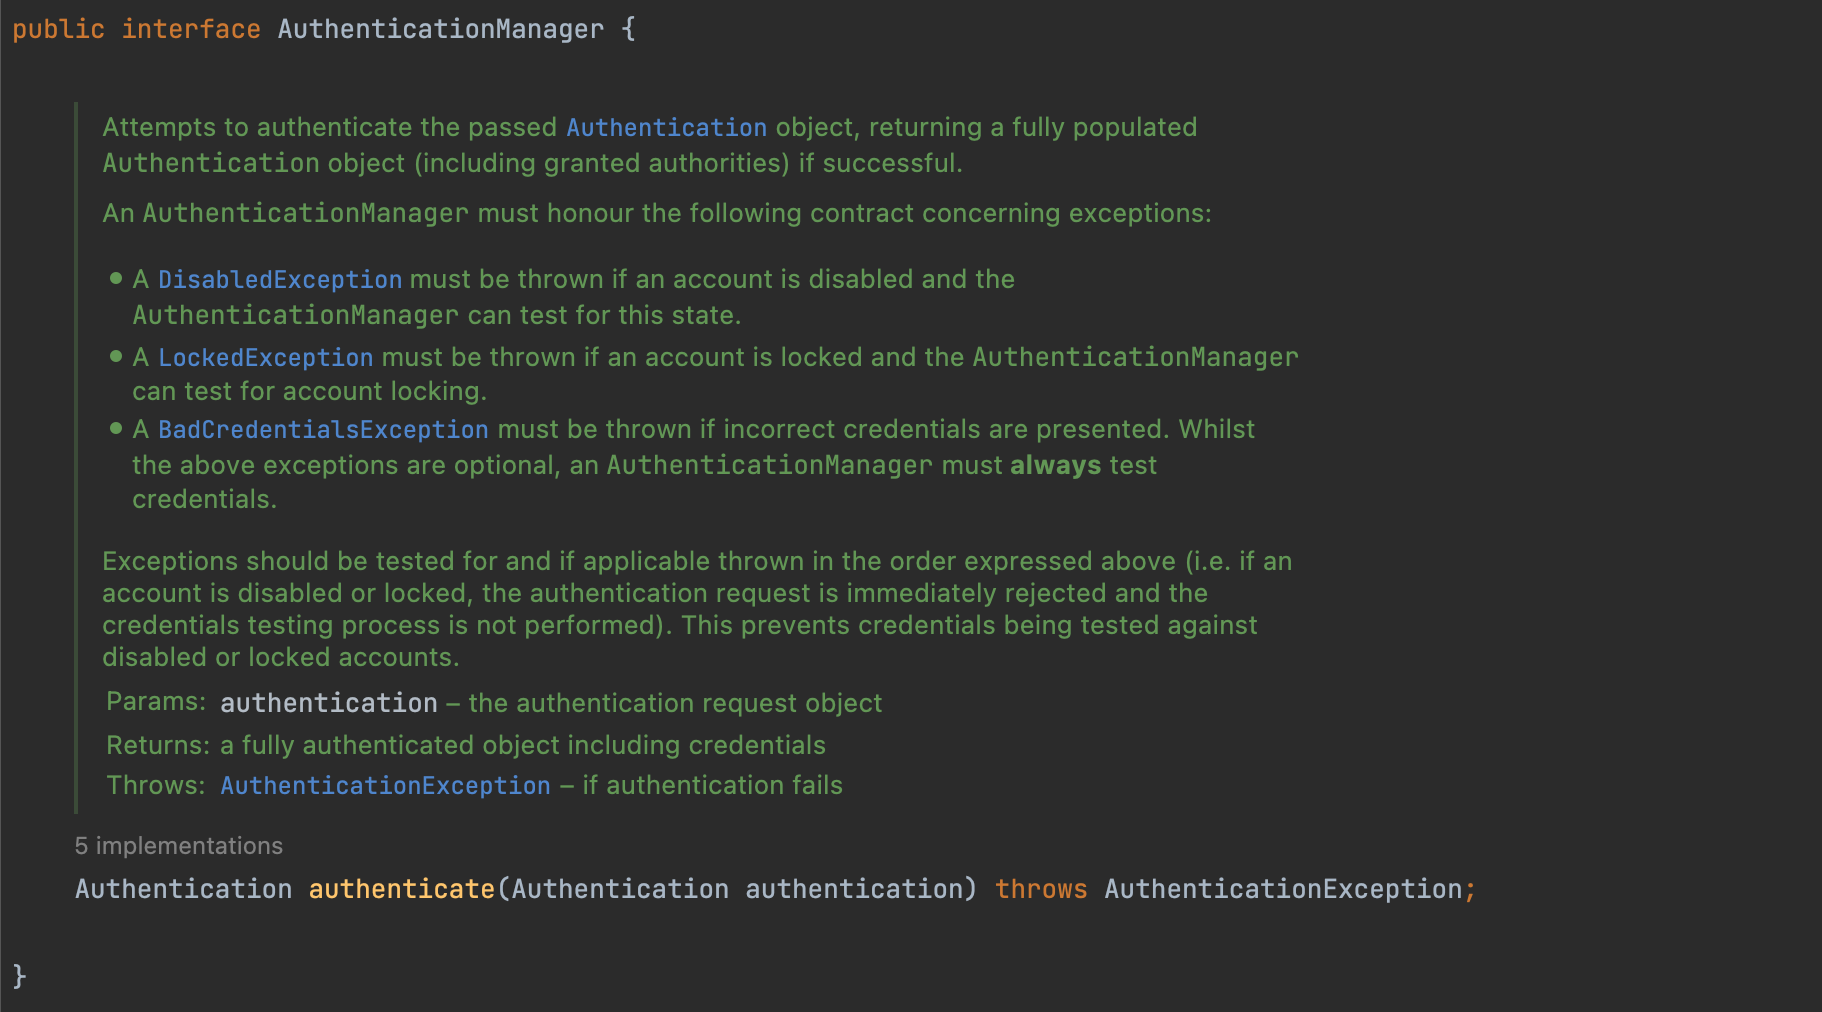 public interface AuthenticationManager {
Attempts to authenticate the passed Authentication object, returning a fully populated
Authentication object (including granted authorities) if successful.
An AuthenticationManager must honour the following contract concerning exceptions:
• A DisabledException must be thrown if an account is disabled and the
AuthenticationManager can test for this state.
• A LockedException must be thrown if an account is locked and the AuthenticationManager
can test for account locking.
• A BadCredentialsException must be thrown if incorrect credentials are presented. Whilst
the above exceptions are optional, an AuthenticationManager must always test
credentials.
Exceptions should be tested for and if applicable thrown in the order expressed above (i.e. if an
account is disabled or locked, the authentication request is immediately rejected and the
credentials testing process is not performed). This prevents credentials being tested against
disabled or locked accounts.
Params: authentication – the authentication request object
Returns: a fully authenticated object including credentials
Throws: AuthenticationException – if authentication fails
5 implementations
Authentication authenticate(Authentication authentication) throws AuthenticationException;
}